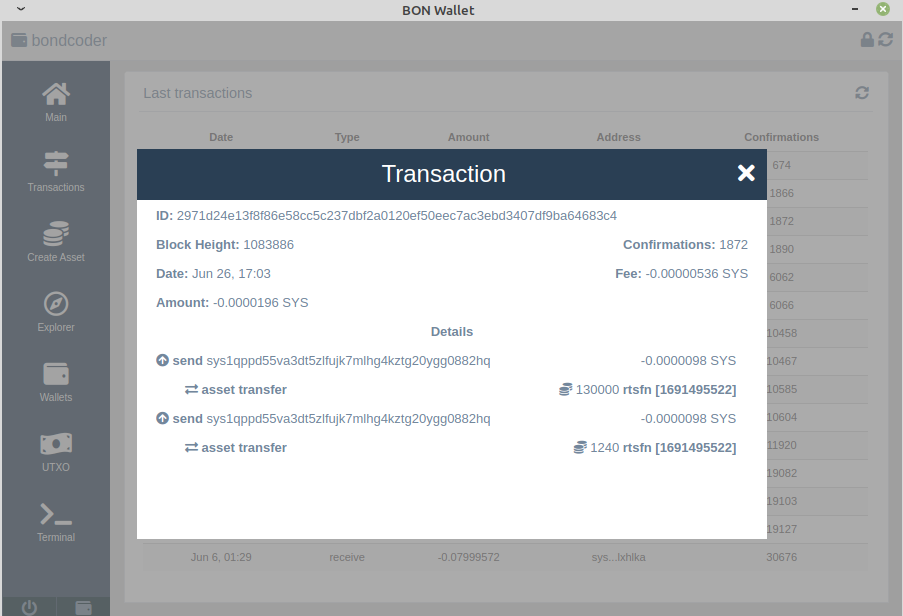 BON Wallet
bondcoder
Main
Transactions
Create Asset
Explorer
Wallets
UTXO
Terminal
Last transactions
Date Type Amount Address Confirmations
674
1866
1872
1890
6062
6066
10458
10467
10585
10604
11920
19082
19103
19127
Jun 6, 01:29 receive -0.07999572 sys...lxhlka 30676
Transaction
ID: 2971d24e13f8f86e58cc5c237dbf2a0120ef50eec7ac3ebd3407df9ba64683c4
Block Height: 1083886 Confirmations: 1872
Date: Jun 26, 17:03 Fee: -0.00000536 SYS
Amount: -0.0000196 SYS
Details
send sys1qppd55va3dt5zlfujk7mlhg4kztg20ygg0882hq -0.0000098 SYS
asset transfer 130000 rtsfn [1691495522]
send sys1qppd55va3dt5zlfujk7mlhg4kztg20ygg0882hq -0.0000098 SYS
asset transfer 1240 rtsfn [1691495522]